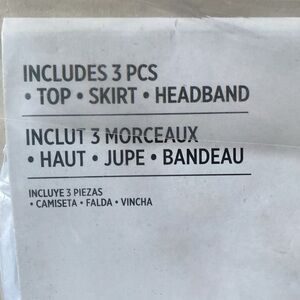 INCLUDES 3 PCS
• TOP • SKIRT • HEADBAND
INCLUT 3 MORCEAUX
• HAUT • JUPE • BANDEAU
INCLUYE 3 PIEZAS
• CAMISETA • FALDA • VINCHA